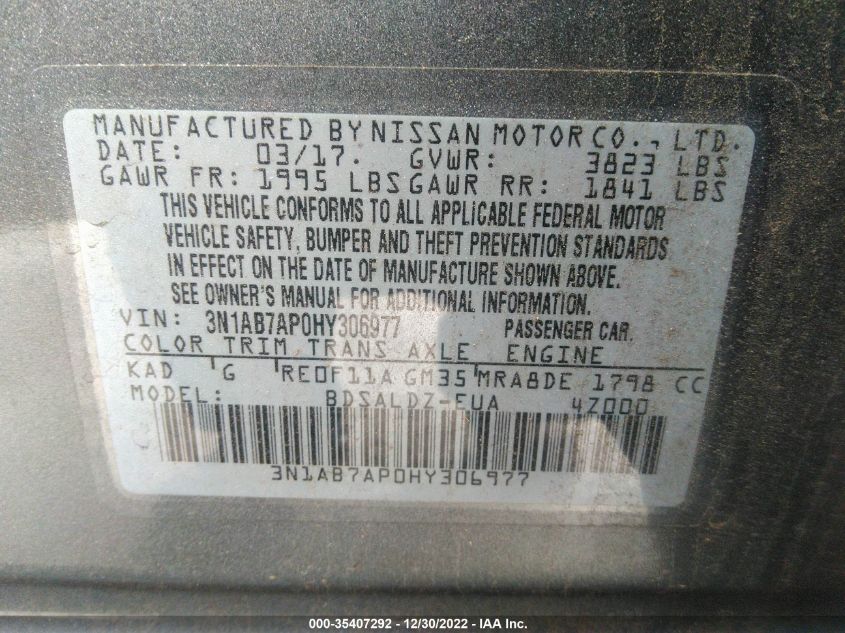 MANUFACTURED BY NISSAN MOTOR CO., LTD.
DATE: 03/17. GVWR: 3823 LBS
GAWR FR: 1995 LBS GAWR RR: 1841 LBS
THIS VEHICLE CONFORMS TO ALL APPLICABLE FEDERAL MOTOR
VEHICLE SAFETY, BUMPER AND THEFT PREVENTION STANDARDS
IN EFFECT ON THE DATE OF MANUFACTURE SHOWN ABOVE.
SEE OWNER'S MANUAL FOR ADDITIONAL INFORMATION.
VIN: 3N1AB7AP0HY306977 PASSENGER CAR.
COLOR TRIM TRANS AXLE ENGINE
KAD G RE0F11A GM35 MRA8DE 1798 CC
MODEL: BDSALDZ-EUA 4Z000
3N1AB7AP0HY306977
000-35407292 - 12/30/2022 - IAA Inc.